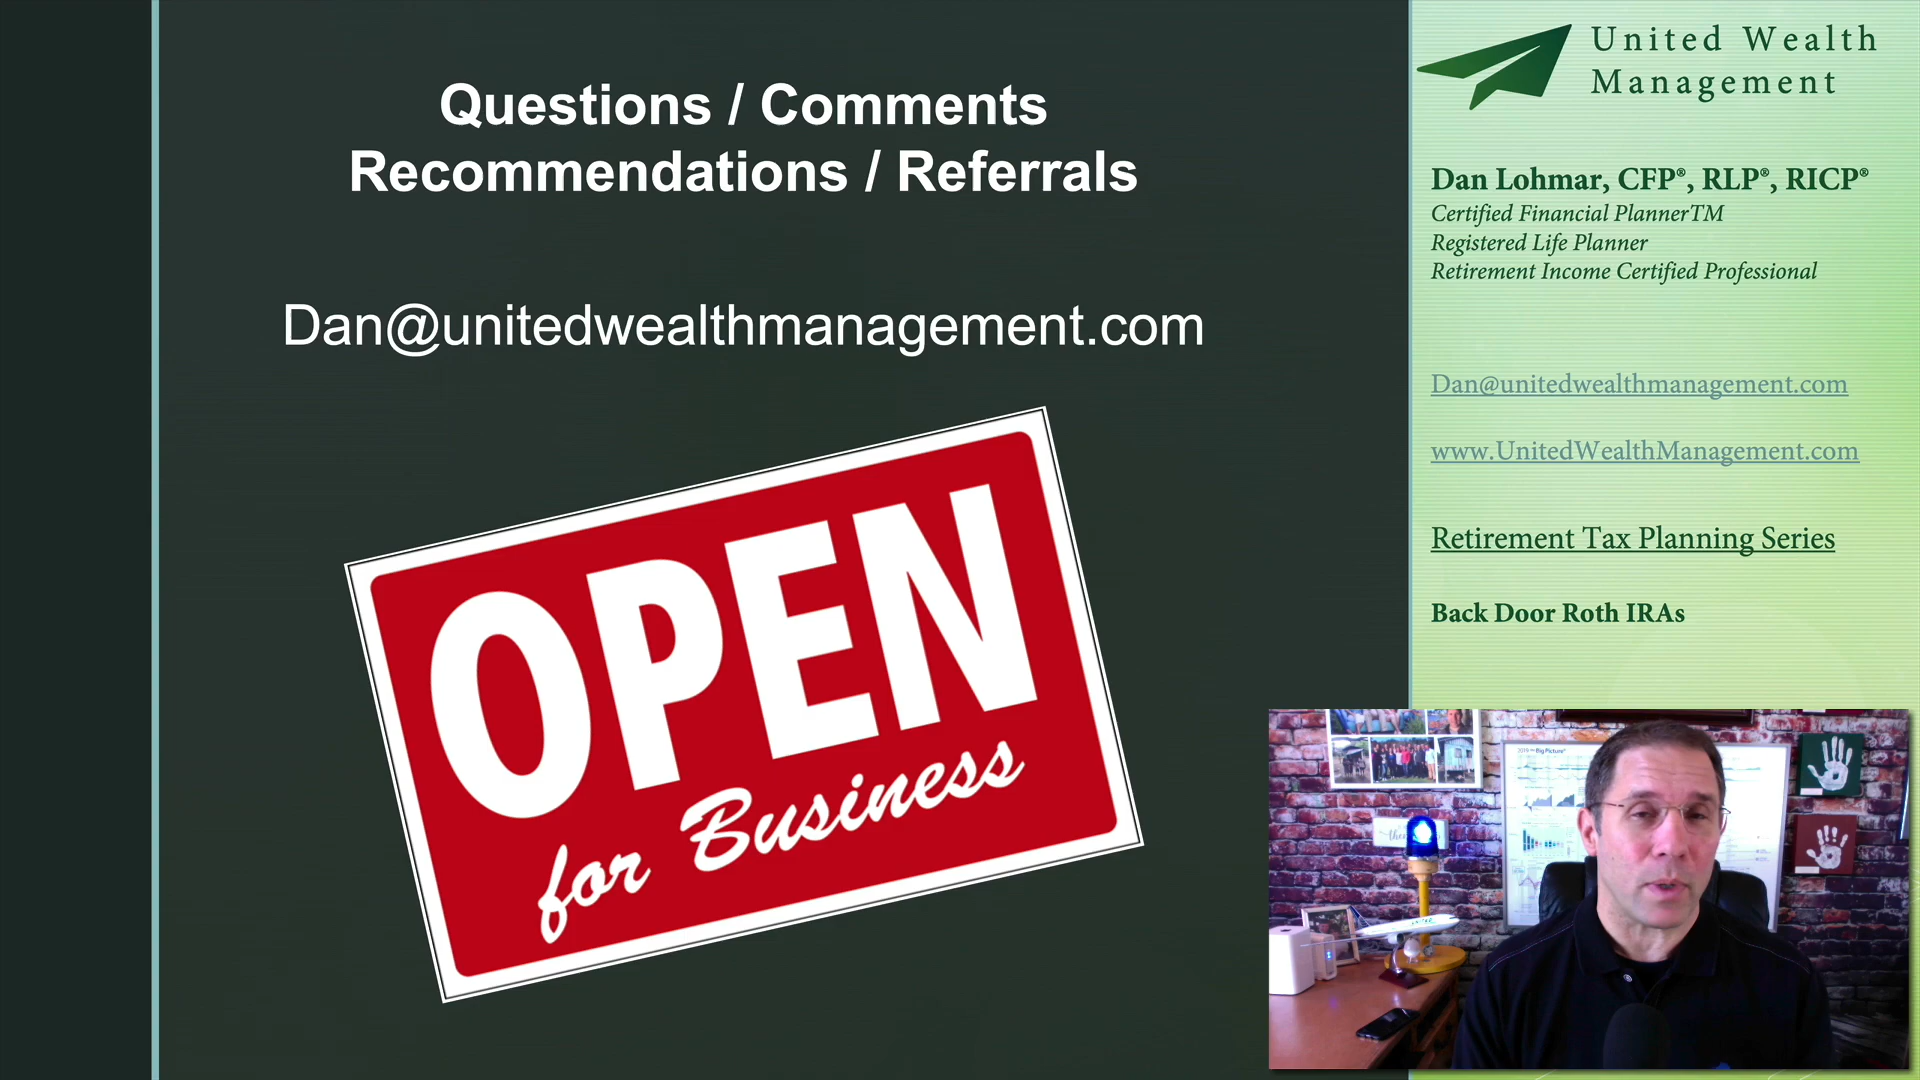 Questions / Comments
Recommendations / Referrals
Dan@unitedwealthmanagement.com
OPEN
for Business
United Wealth
Management
Dan Lohmar, CFP®, RLP®, RICP®
Certified Financial PlannerTM
Registered Life Planner
Retirement Income Certified Professional
Dan@unitedwealthmanagement.com
www.UnitedWealthManagement.com
Retirement Tax Planning Series
Back Door Roth IRAs